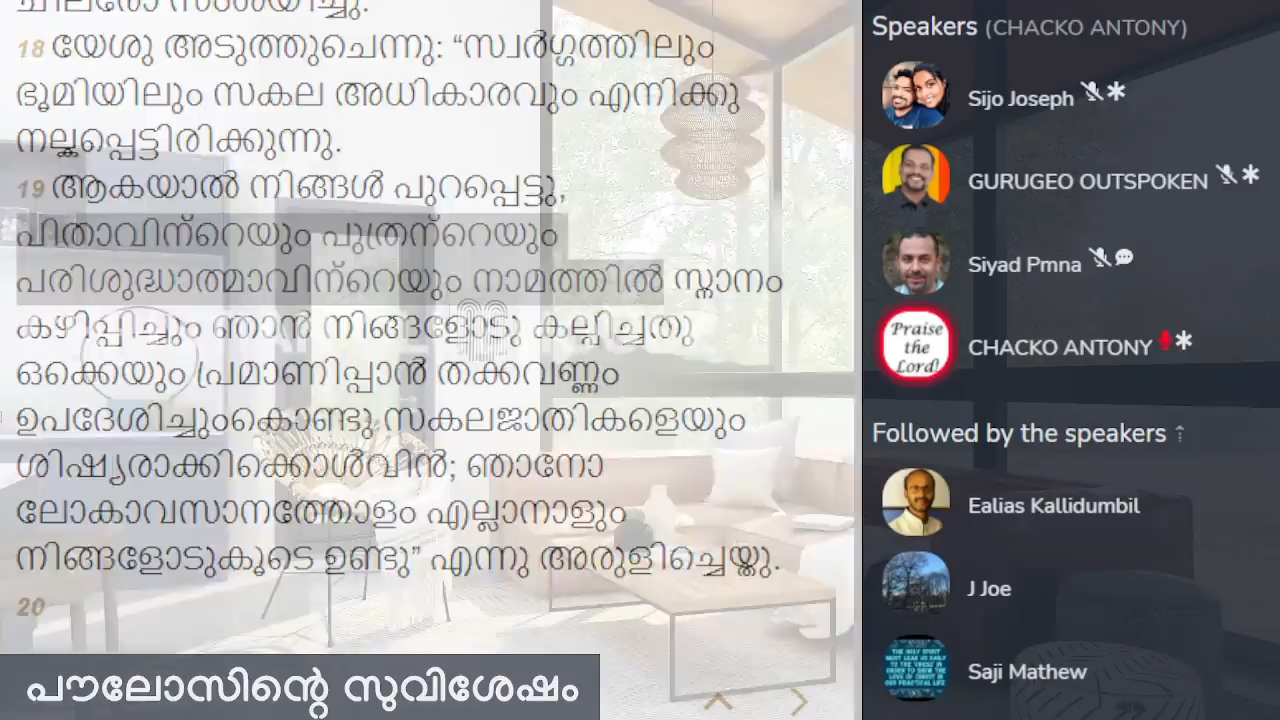 ചിലരോ സംശയിച്ചു.
18 യേശു അടുത്തുചെന്നു: “സ്വർഗ്ഗത്തിലും
ഭൂമിയിലും സകല അധികാരവും എനിക്കു
നല്കപ്പെട്ടിരിക്കുന്നു.
19 ആകയാൽ നിങ്ങൾ പുറപ്പെട്ടു,
പിതാവിന്റെയും പുത്രന്റെയും
പരിശുദ്ധാത്മാവിന്റെയും നാമത്തിൽ സ്നാനം
കഴിപ്പിച്ചും ഞാൻ നിങ്ങളോടു കല്പിച്ചതു
ഒക്കെയും പ്രമാണിപ്പാൻ തക്കവണ്ണം
ഉപദേശിച്ചുംകൊണ്ടു സകലജാതികളെയും
ശിഷ്യരാക്കിക്കൊൾവിൻ; ഞാനോ
ലോകാവസാനത്തോളം എല്ലാനാളും
നിങ്ങളോടുകൂടെ ഉണ്ടു” എന്നു അരുളിച്ചെയ്തു.
20
പൗലോസിന്റെ സുവിശേഷം
Speakers (CHACKO ANTONY)
Sijo Joseph
GURUGEO OUTSPOKEN
Siyad Pmna
Praise
the
Lord!
CHACKO ANTONY
Followed by the speakers
Ealias Kallidumbil
J Joe
Saji Mathew